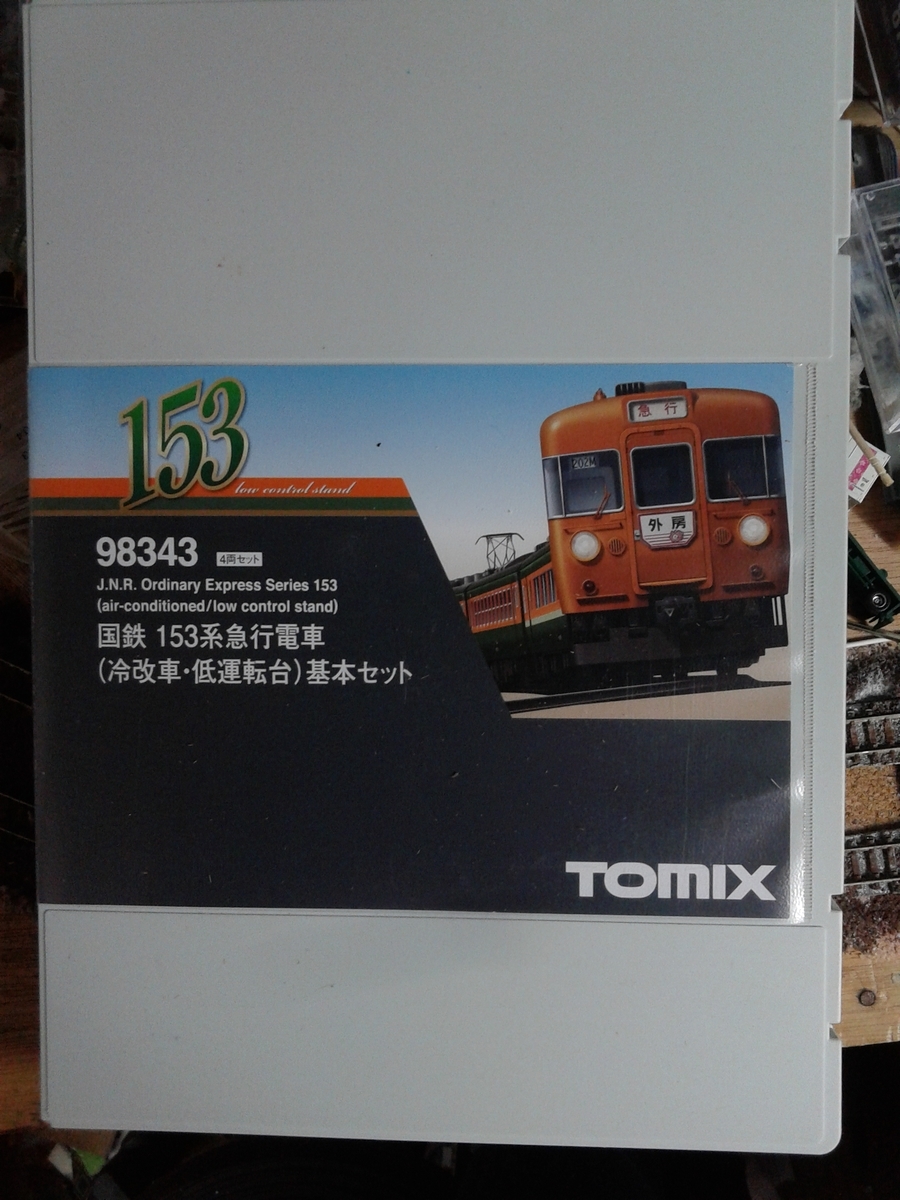 153
low control stand
急行
202M
外房
98343 4両セット
J.N.R. Ordinary Express Series 153
(air-conditioned/low control stand)
国鉄 153系急行電車
(冷改車・低運転台)基本セット
TOMIX